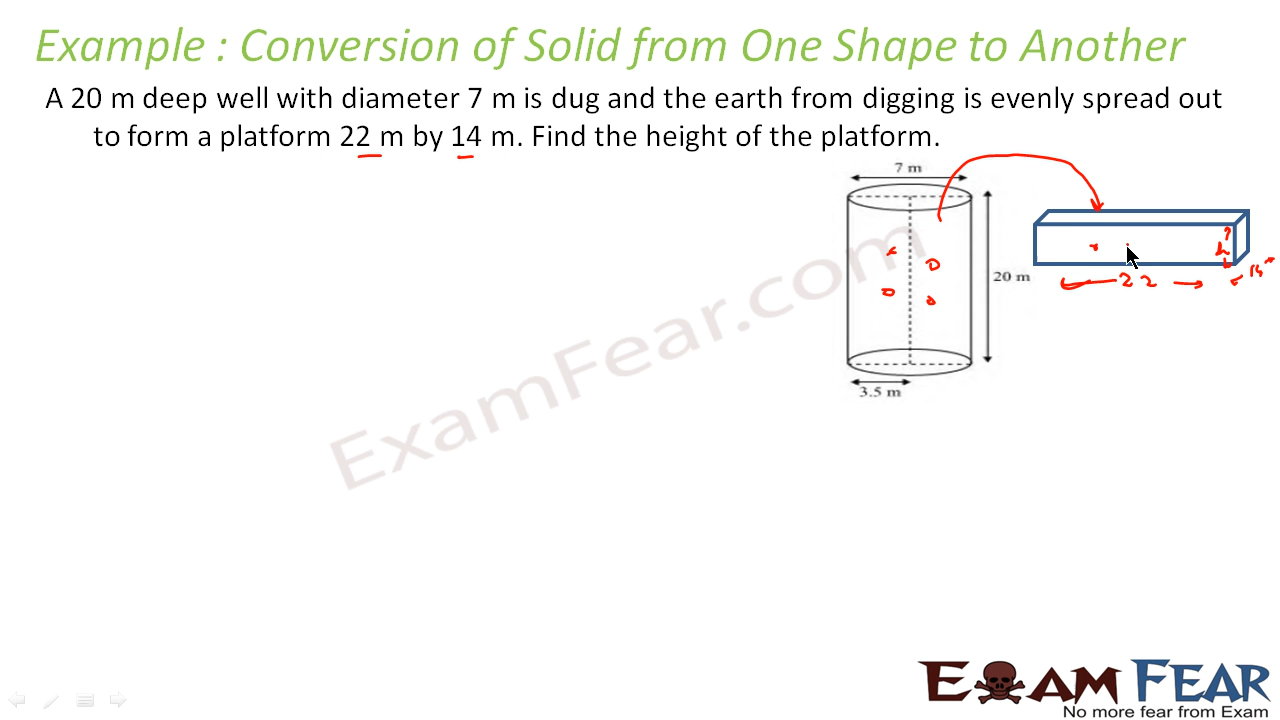 Example : Conversion of Solid from One Shape to Another
A 20 m deep well with diameter 7 m is dug and the earth from digging is evenly spread out
to form a platform 22 m by 14 m. Find the height of the platform.
7 m
20 m
3.5 m
h
22
ExamFear.com
EXAM FEAR
No more fear from Exam